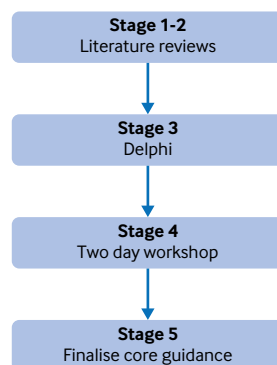 Stage 1-2
Literature reviews
Stage 3
Delphi
Stage 4
Two day workshop
Stage 5
Finalise core guidance